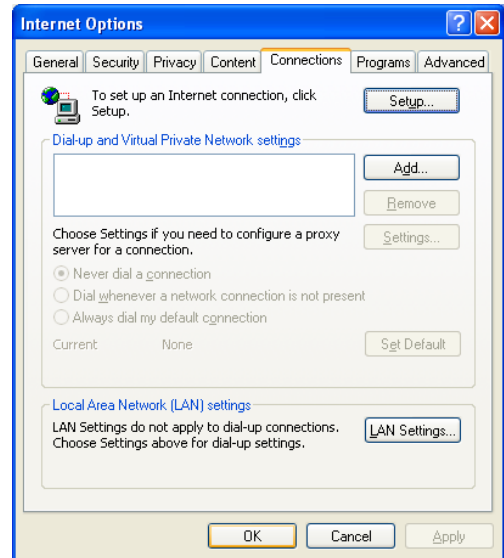 Internet Options
General Security Privacy Content Connections Programs Advanced
To set up an Internet connection, click
Setup.
Setup...
Dial-up and Virtual Private Network settings
Add...
Remove
Choose Settings if you need to configure a proxy
server for a connection.
Settings...
Never dial a connection
Dial whenever a network connection is not present
Always dial my default connection
Current None
Set Default
Local Area Network (LAN) settings
LAN Settings do not apply to dial-up connections.
Choose Settings above for dial-up settings.
LAN Settings...
OK Cancel Apply